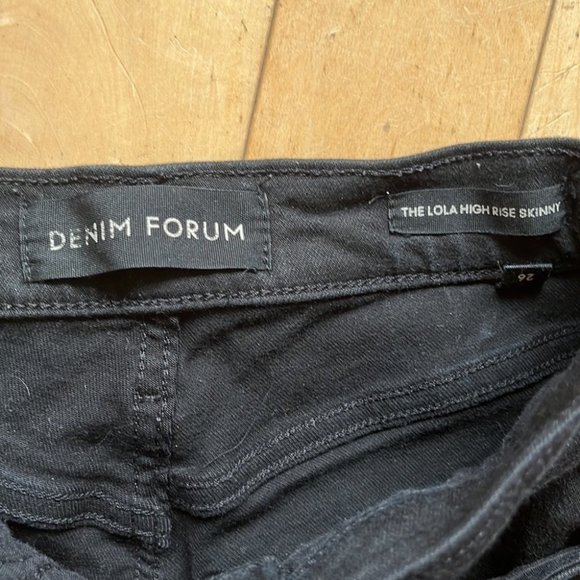 DENIM FORUM
THE LOLA HIGH RISE SKINNY
26